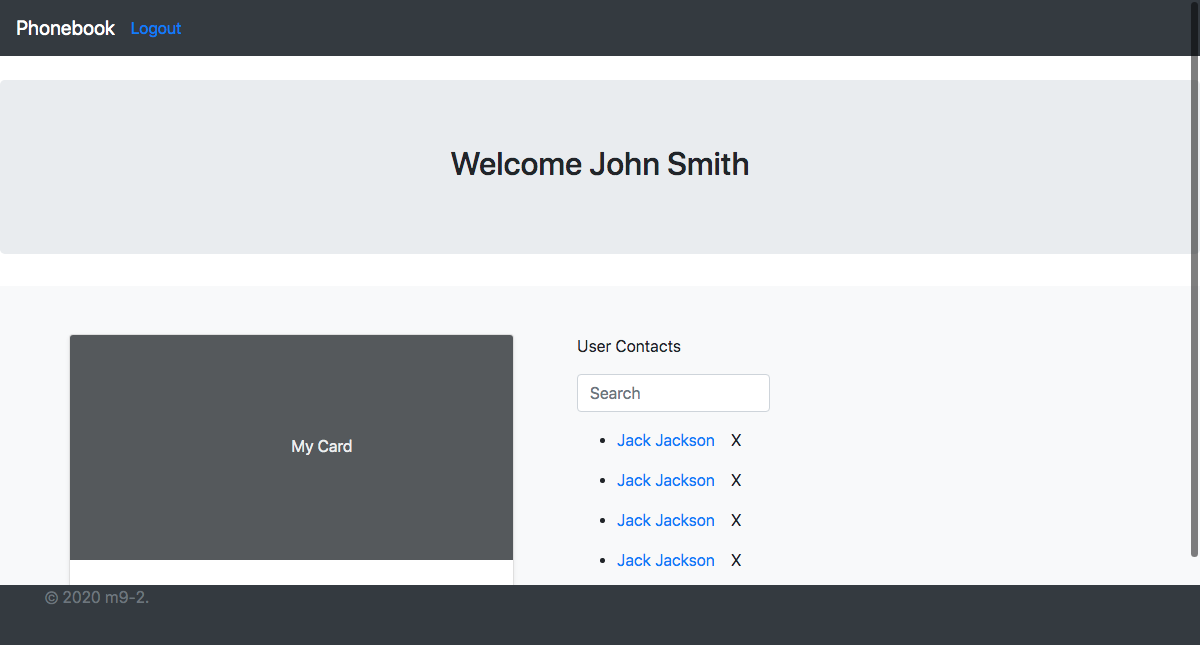 Phonebook Logout
Welcome John Smith
My Card
User Contacts
Search
Jack Jackson X
Jack Jackson X
Jack Jackson X
Jack Jackson X
© 2020 m9-2.